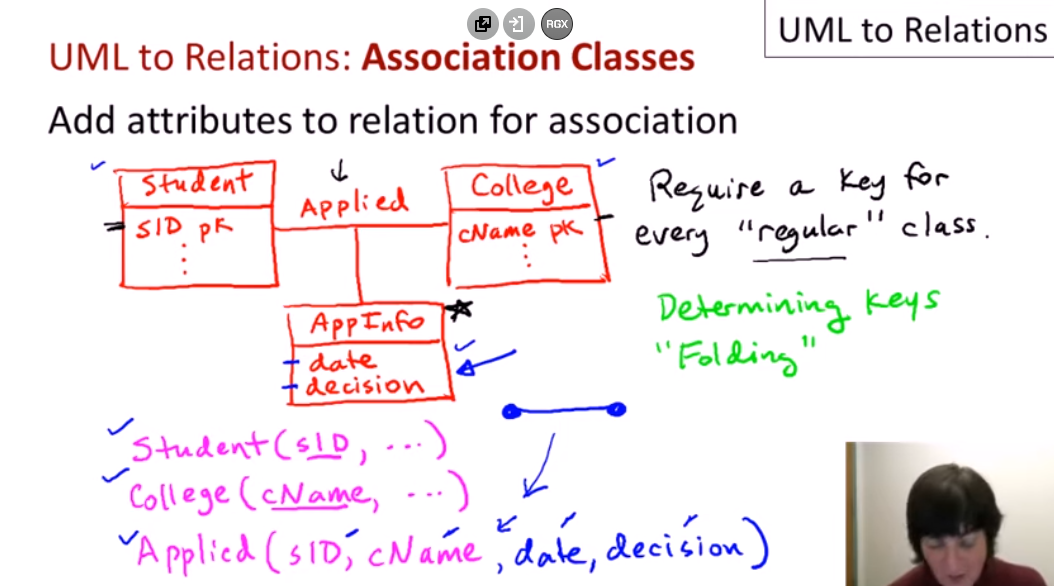 RGX
UML to Relations
UML to Relations: Association Classes
Add attributes to relation for association
Student
SID pk
⋮
Applied
College
cName pk
⋮
AppInfo
date
decision
Require a key for
every "regular" class.
Determining keys
"Folding"
Student(sID, ...)
College(cName, ...)
Applied(sID, cName, date, decision)